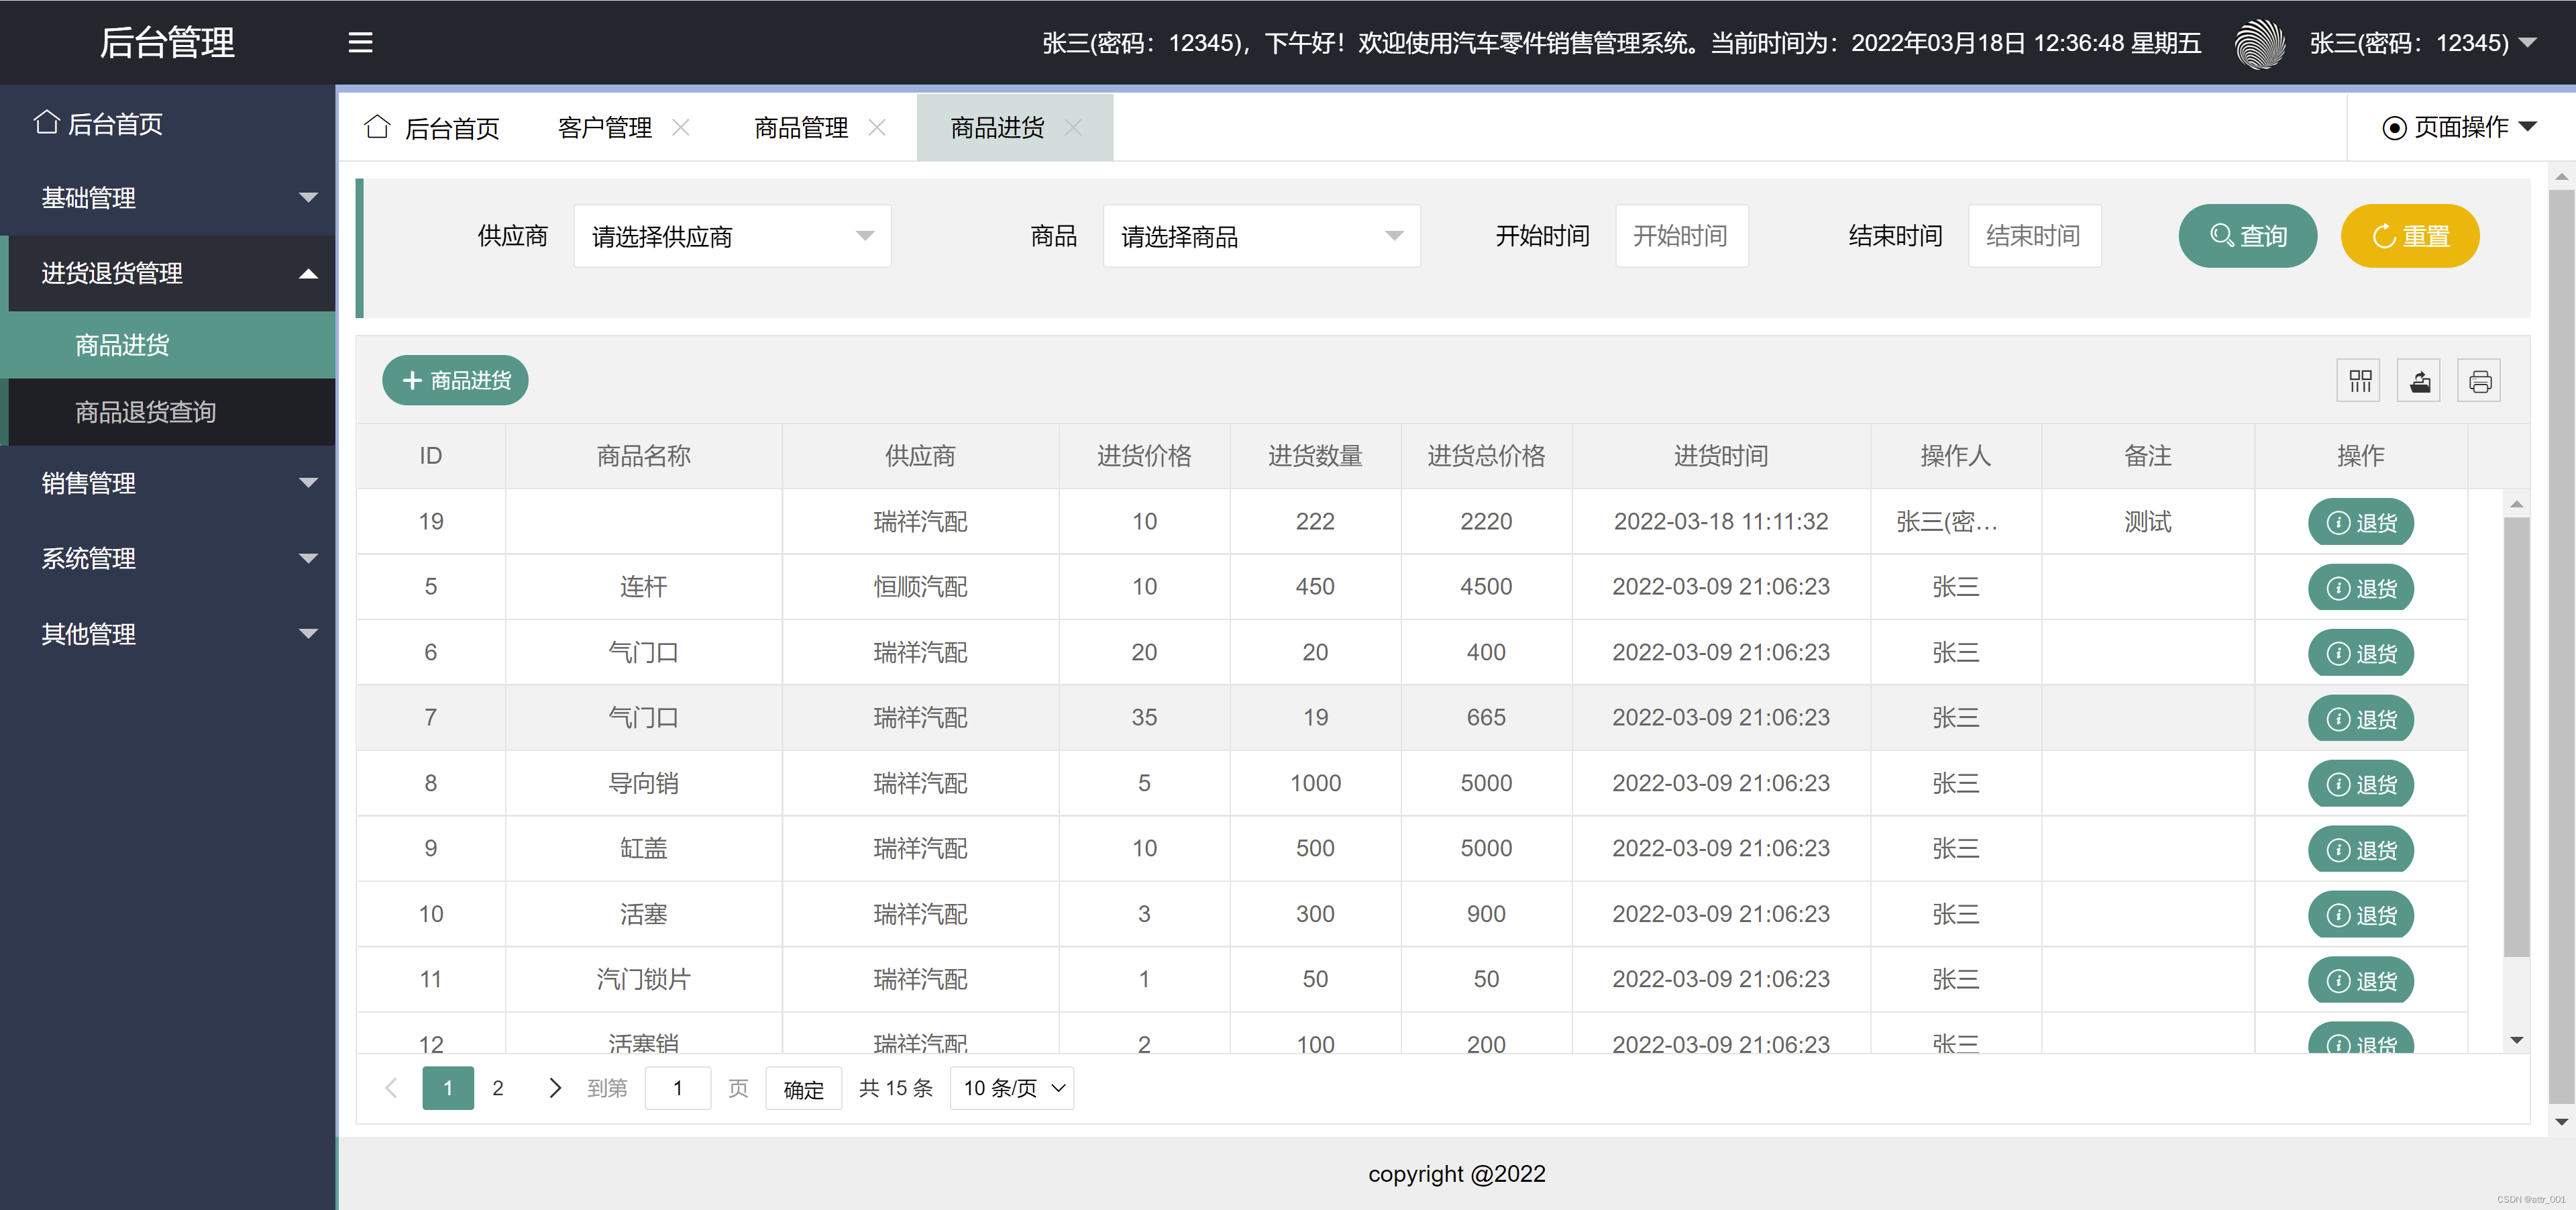 后台管理
张三(密码：12345)，下午好！欢迎使用汽车零件销售管理系统。当前时间为：2022年03月18日 12:36:48 星期五
张三(密码：12345)
后台首页
基础管理
进货退货管理
商品进货
商品退货查询
销售管理
系统管理
其他管理
后台首页 客户管理 商品管理 商品进货 页面操作
供应商 请选择供应商 商品 请选择商品 开始时间 开始时间 结束时间 结束时间 查询 重置
商品进货
ID 商品名称 供应商 进货价格 进货数量 进货总价格 进货时间 操作人 备注 操作
19 瑞祥汽配 10 222 2220 2022-03-18 11:11:32 张三(密... 测试 退货
5 连杆 恒顺汽配 10 450 4500 2022-03-09 21:06:23 张三 退货
6 气门口 瑞祥汽配 20 20 400 2022-03-09 21:06:23 张三 退货
7 气门口 瑞祥汽配 35 19 665 2022-03-09 21:06:23 张三 退货
8 导向销 瑞祥汽配 5 1000 5000 2022-03-09 21:06:23 张三 退货
9 缸盖 瑞祥汽配 10 500 5000 2022-03-09 21:06:23 张三 退货
10 活塞 瑞祥汽配 3 300 900 2022-03-09 21:06:23 张三 退货
11 汽门锁片 瑞祥汽配 1 50 50 2022-03-09 21:06:23 张三 退货
12 活塞销 瑞祥汽配 2 100 200 2022-03-09 21:06:23 张三 退货
1 2 到第 1 页 确定 共 15 条 10 条/页
copyright @2022
CSDN @attr_001